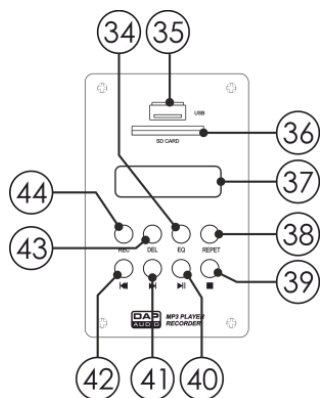 34 35
USB
36
SD CARD
37
44
REC DEL EQ REPET
43
38
39
DAP AUDIO MP3 PLAYER RECORDER
42 41 40